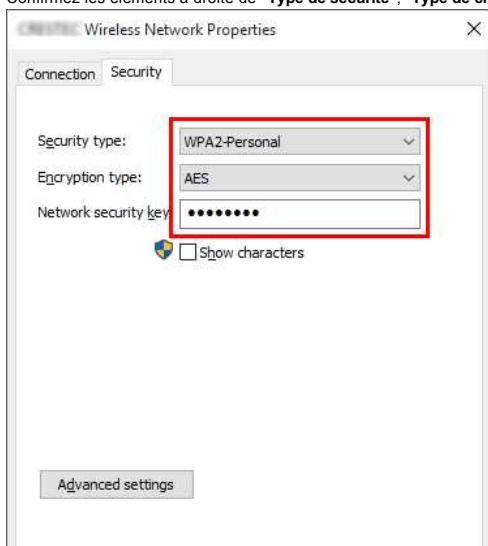 Confirmez les éléments à droite de "Type de sécurité", "Type de
Wireless Network Properties
Connection Security
Security type: WPA2-Personal
Encryption type: AES
Network security key ••••••••
Show characters
Advanced settings